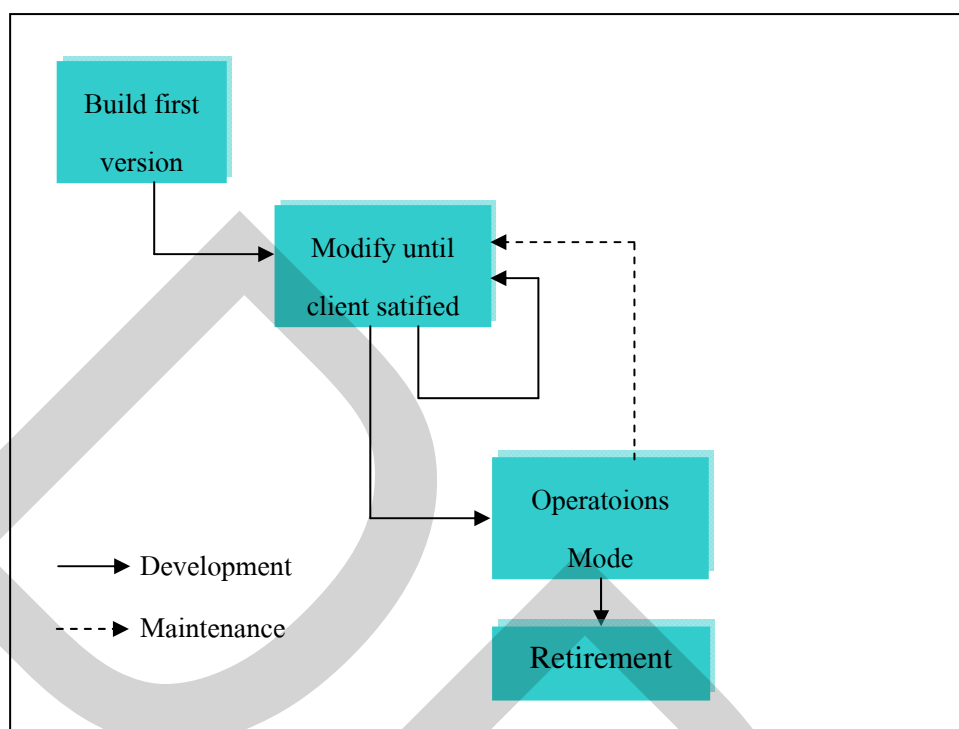 Build first
version
Modify until
client satified
Operatoions
Mode
Development
Maintenance
Retirement